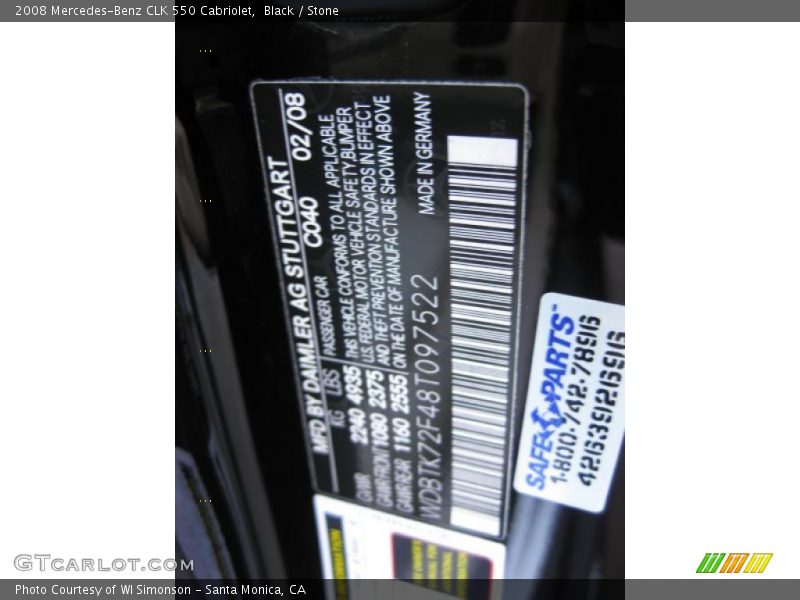 2008 Mercedes-Benz CLK 550 Cabriolet, Black / Stone
MFD BY DAIMLER AG STUTTGART
KG LBS PASSENGER CAR C040 02/08
GVWR 2240 4935
GAWR FRONT 1080 2375
GAWR REAR 1160 2555
THIS VEHICLE CONFORMS TO ALL APPLICABLE
U.S. FEDERAL MOTOR VEHICLE SAFETY, BUMPER
AND THEFT PREVENTION STANDARDS IN EFFECT
ON THE DATE OF MANUFACTURE SHOWN ABOVE
MADE IN GERMANY
WDBTK72F48T097522
SAFE PARTS™
1-800-742-7896
426391269I6
GTCarlot.com
Photo Courtesy of WI Simonson - Santa Monica, CA